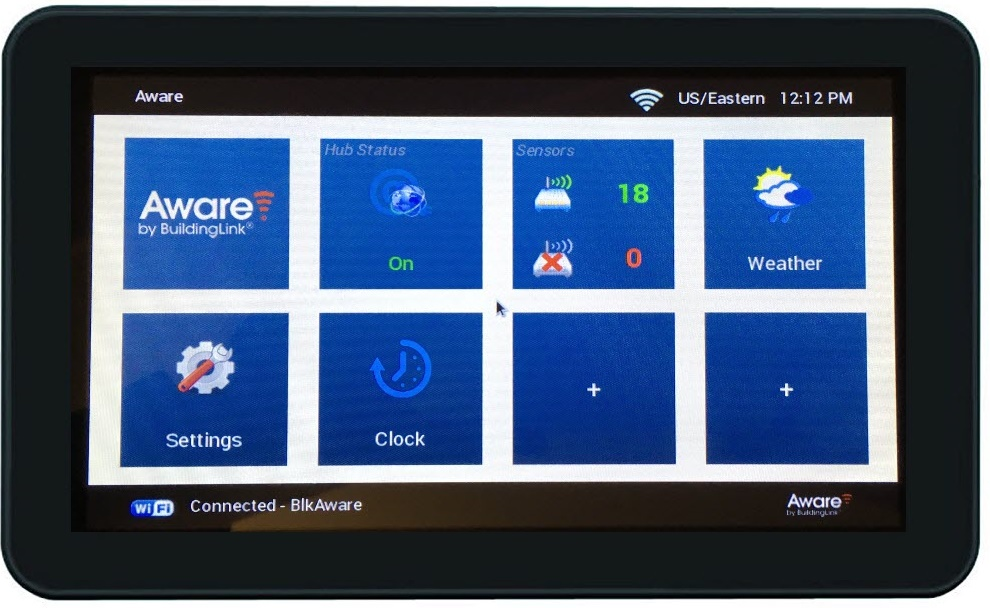 Aware
US/Eastern 12:12 PM
Aware
by BuildingLink®
Hub Status
On
Sensors
18
0
Weather
Settings
Clock
+
+
WiFi
Connected - BlkAware
Aware
by BuildingLink